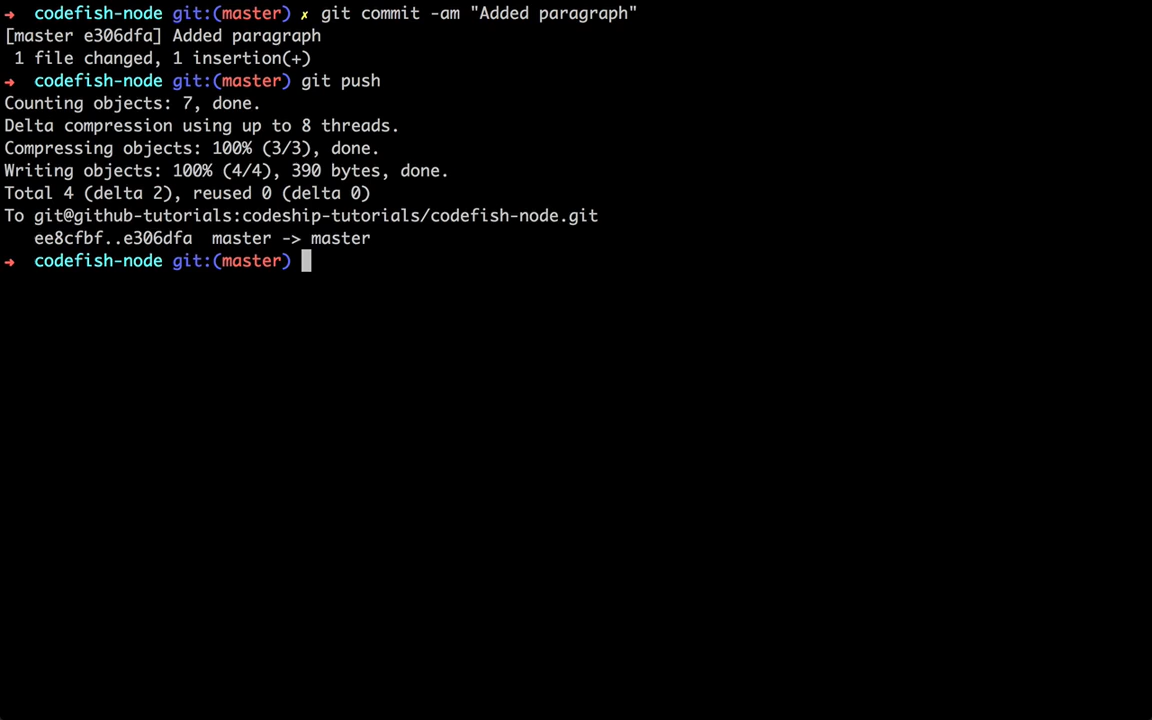 ➜  codefish-node git:(master) ✗ git commit -am "Added paragraph"
[master e306dfa] Added paragraph
 1 file changed, 1 insertion(+)
➜  codefish-node git:(master) git push
Counting objects: 7, done.
Delta compression using up to 8 threads.
Compressing objects: 100% (3/3), done.
Writing objects: 100% (4/4), 390 bytes, done.
Total 4 (delta 2), reused 0 (delta 0)
To git@github-tutorials:codeship-tutorials/codefish-node.git
   ee8cfbf..e306dfa  master -> master
➜  codefish-node git:(master)